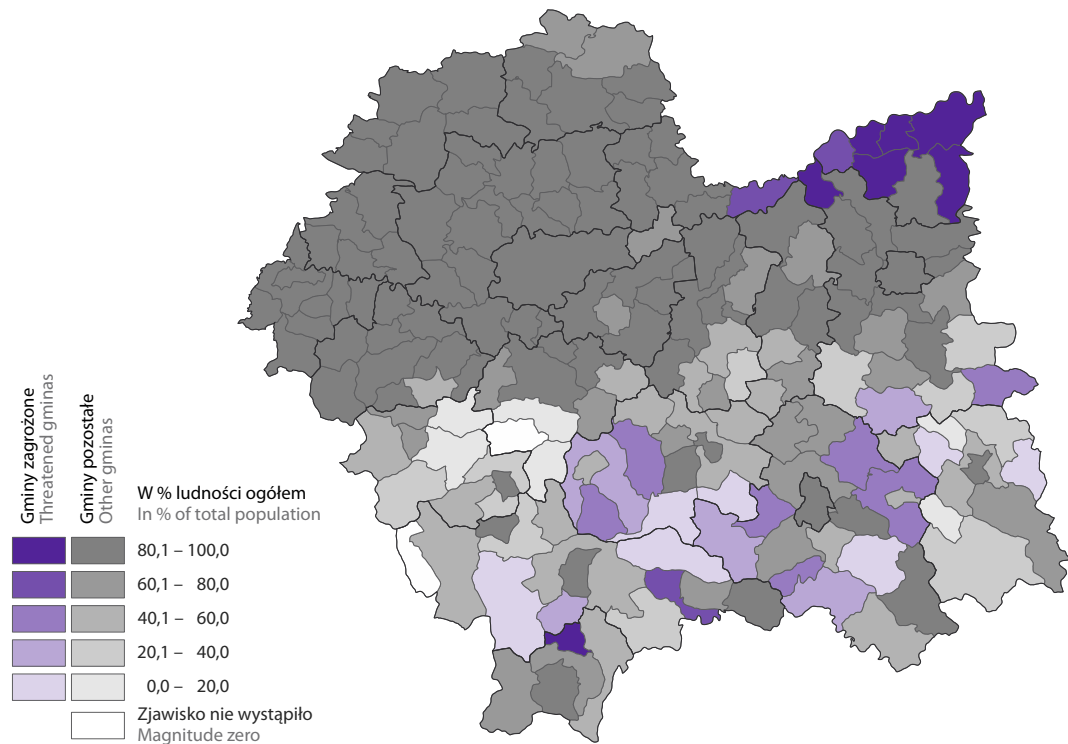 Gminy zagrożone
Threatened gminas
Gminy pozostałe
Other gminas
W % ludności ogółem
In % of total population
80,1 – 100,0
60,1 – 80,0
40,1 – 60,0
20,1 – 40,0
0,0 – 20,0
Zjawisko nie wystąpiło
Magnitude zero